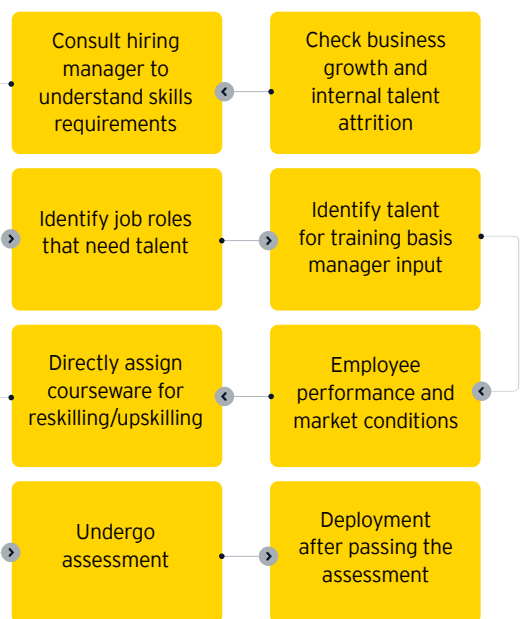 Consult hiring
manager to
understand skills
requirements
Check business
growth and
internal talent
attrition
Identify job roles
that need talent
Identify talent
for training basis
manager input
Directly assign
courseware for
reskilling/upskilling
Employee
performance and
market conditions
Undergo
assessment
Deployment
after passing the
assessment